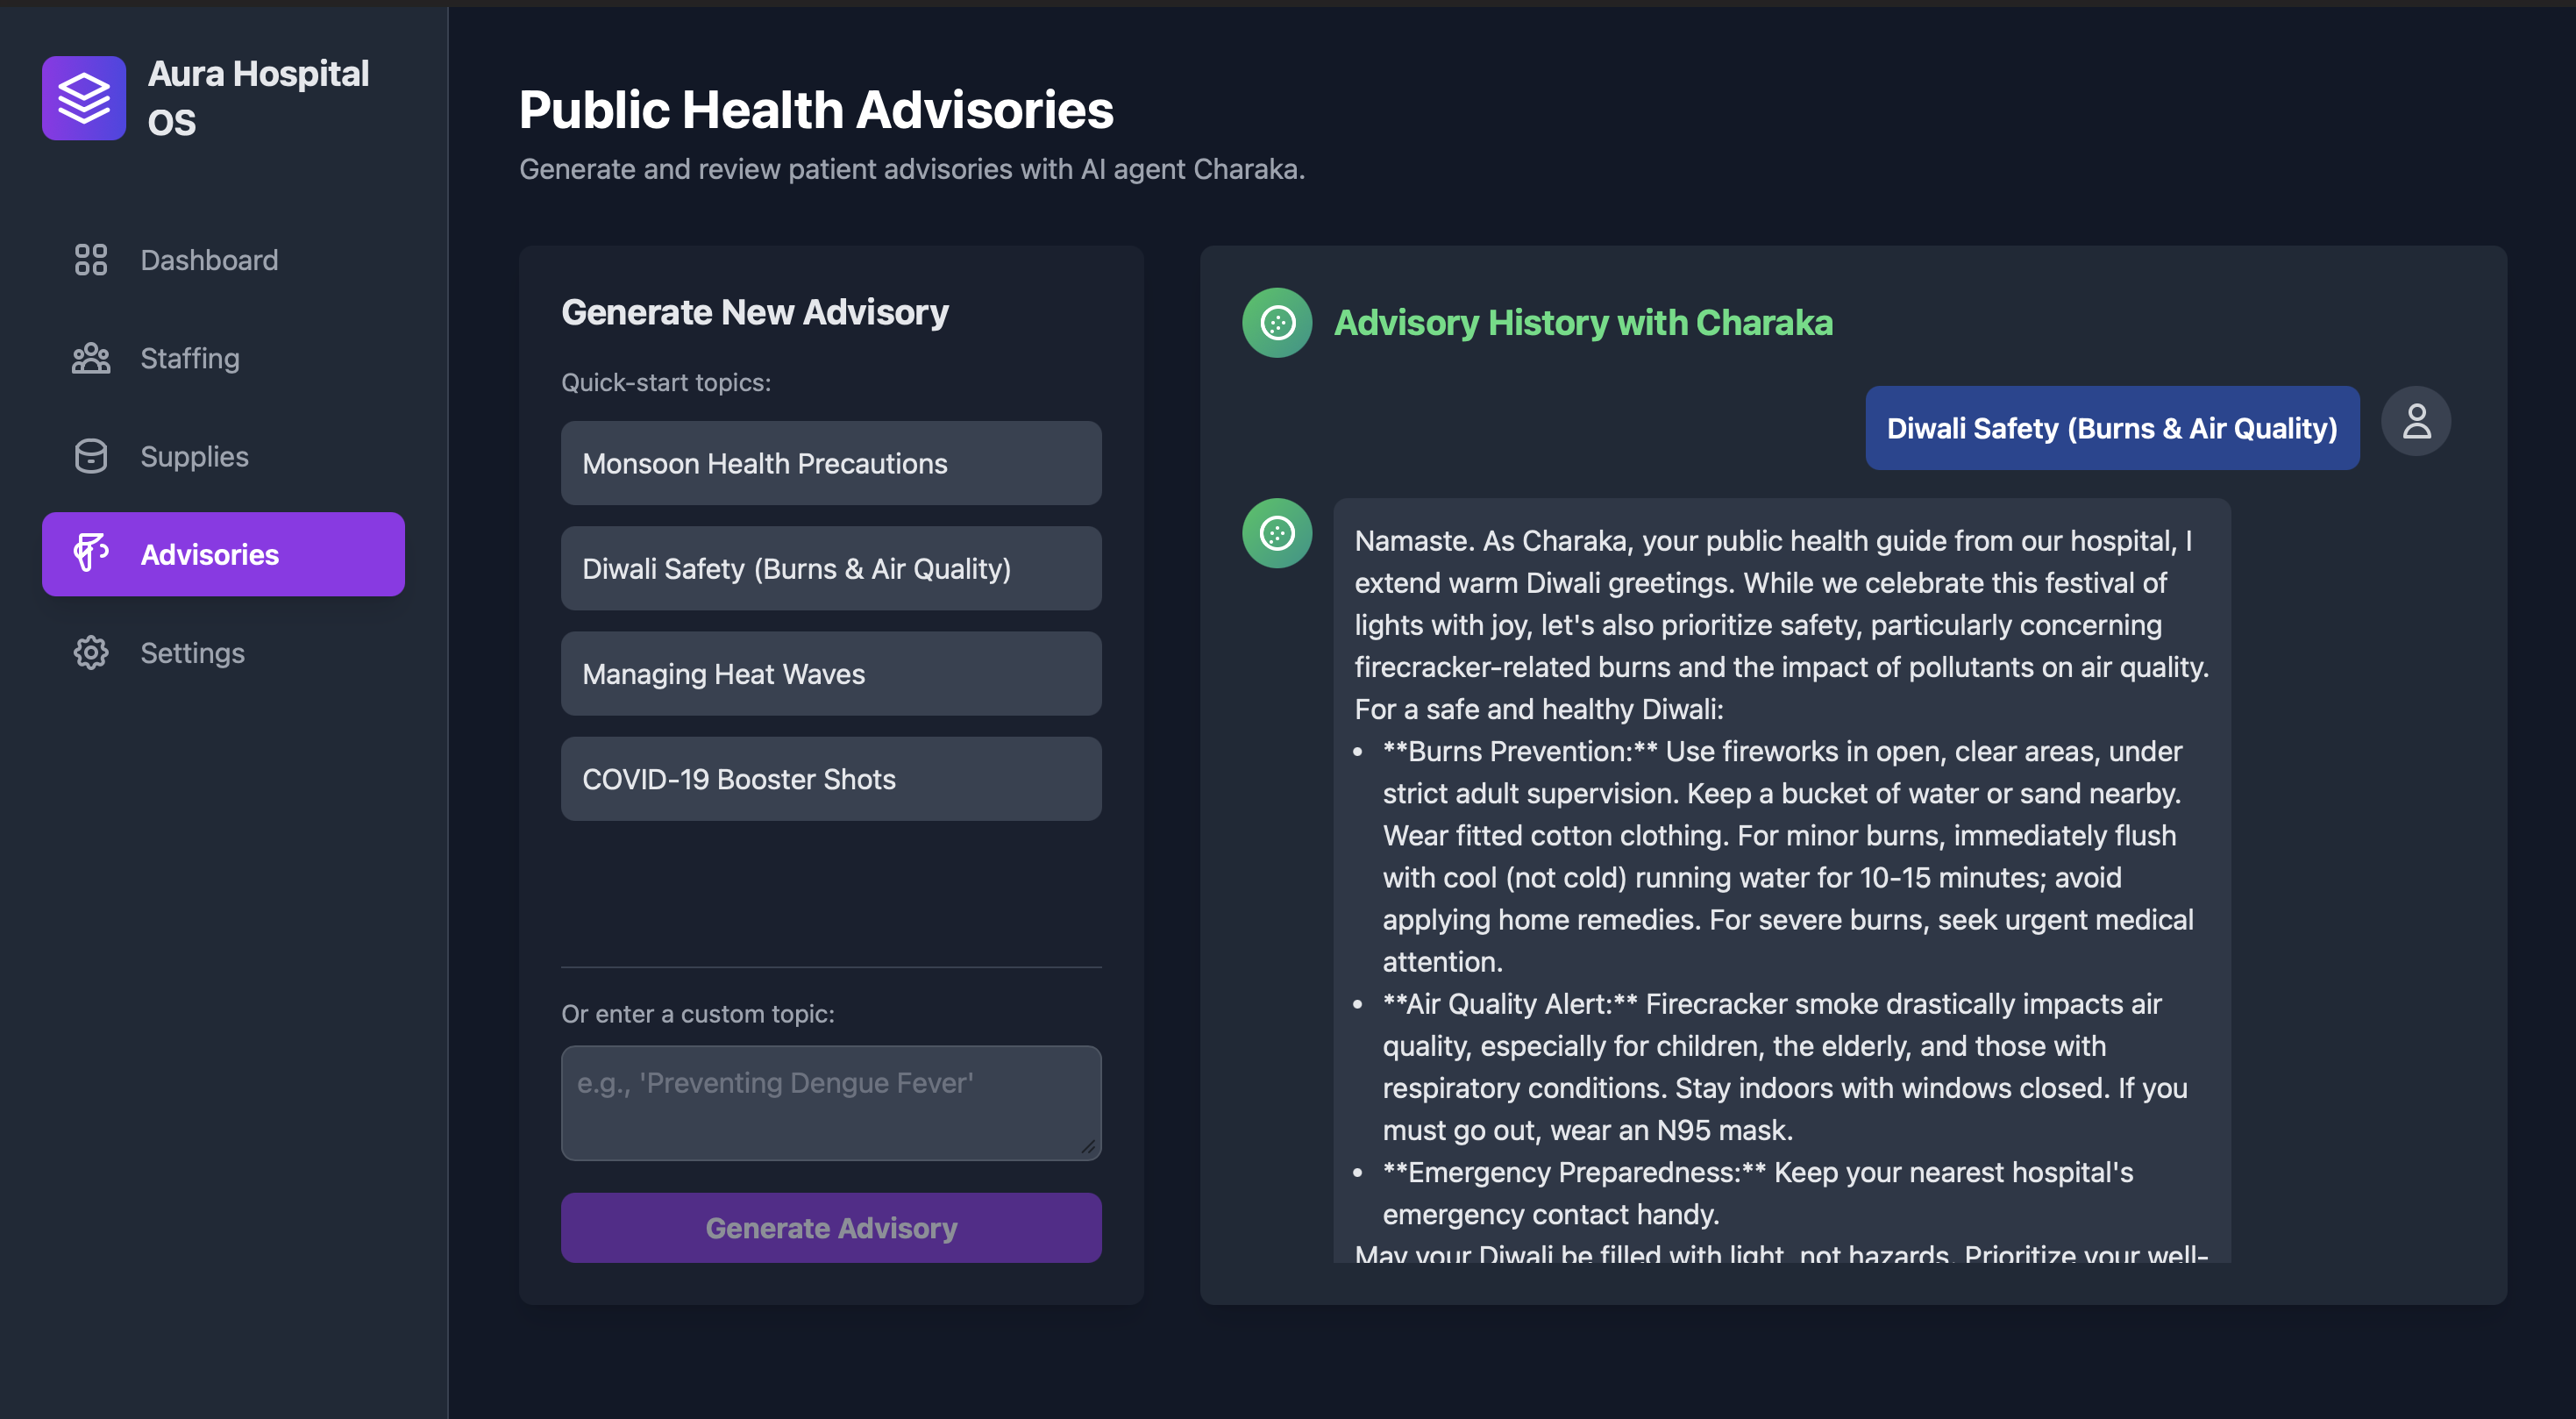 Aura Hospital
OS
Dashboard
Staffing
Supplies
Advisories
Settings
Public Health Advisories
Generate and review patient advisories with AI agent Charaka.
Generate New Advisory
Quick-start topics:
Monsoon Health Precautions
Diwali Safety (Burns & Air Quality)
Managing Heat Waves
COVID-19 Booster Shots
Or enter a custom topic:
e.g., 'Preventing Dengue Fever'
Generate Advisory
Advisory History with Charaka
Diwali Safety (Burns & Air Quality)
Namaste. As Charaka, your public health guide from our hospital, I
extend warm Diwali greetings. While we celebrate this festival of
lights with joy, let's also prioritize safety, particularly concerning
firecracker-related burns and the impact of pollutants on air quality.
For a safe and healthy Diwali:
• **Burns Prevention:** Use fireworks in open, clear areas, under
strict adult supervision. Keep a bucket of water or sand nearby.
Wear fitted cotton clothing. For minor burns, immediately flush
with cool (not cold) running water for 10-15 minutes; avoid
applying home remedies. For severe burns, seek urgent medical
attention.
• **Air Quality Alert:** Firecracker smoke drastically impacts air
quality, especially for children, the elderly, and those with
respiratory conditions. Stay indoors with windows closed. If you
must go out, wear an N95 mask.
• **Emergency Preparedness:** Keep your nearest hospital's
emergency contact handy.
May your Diwali be filled with light, not hazards. Prioritize your well-